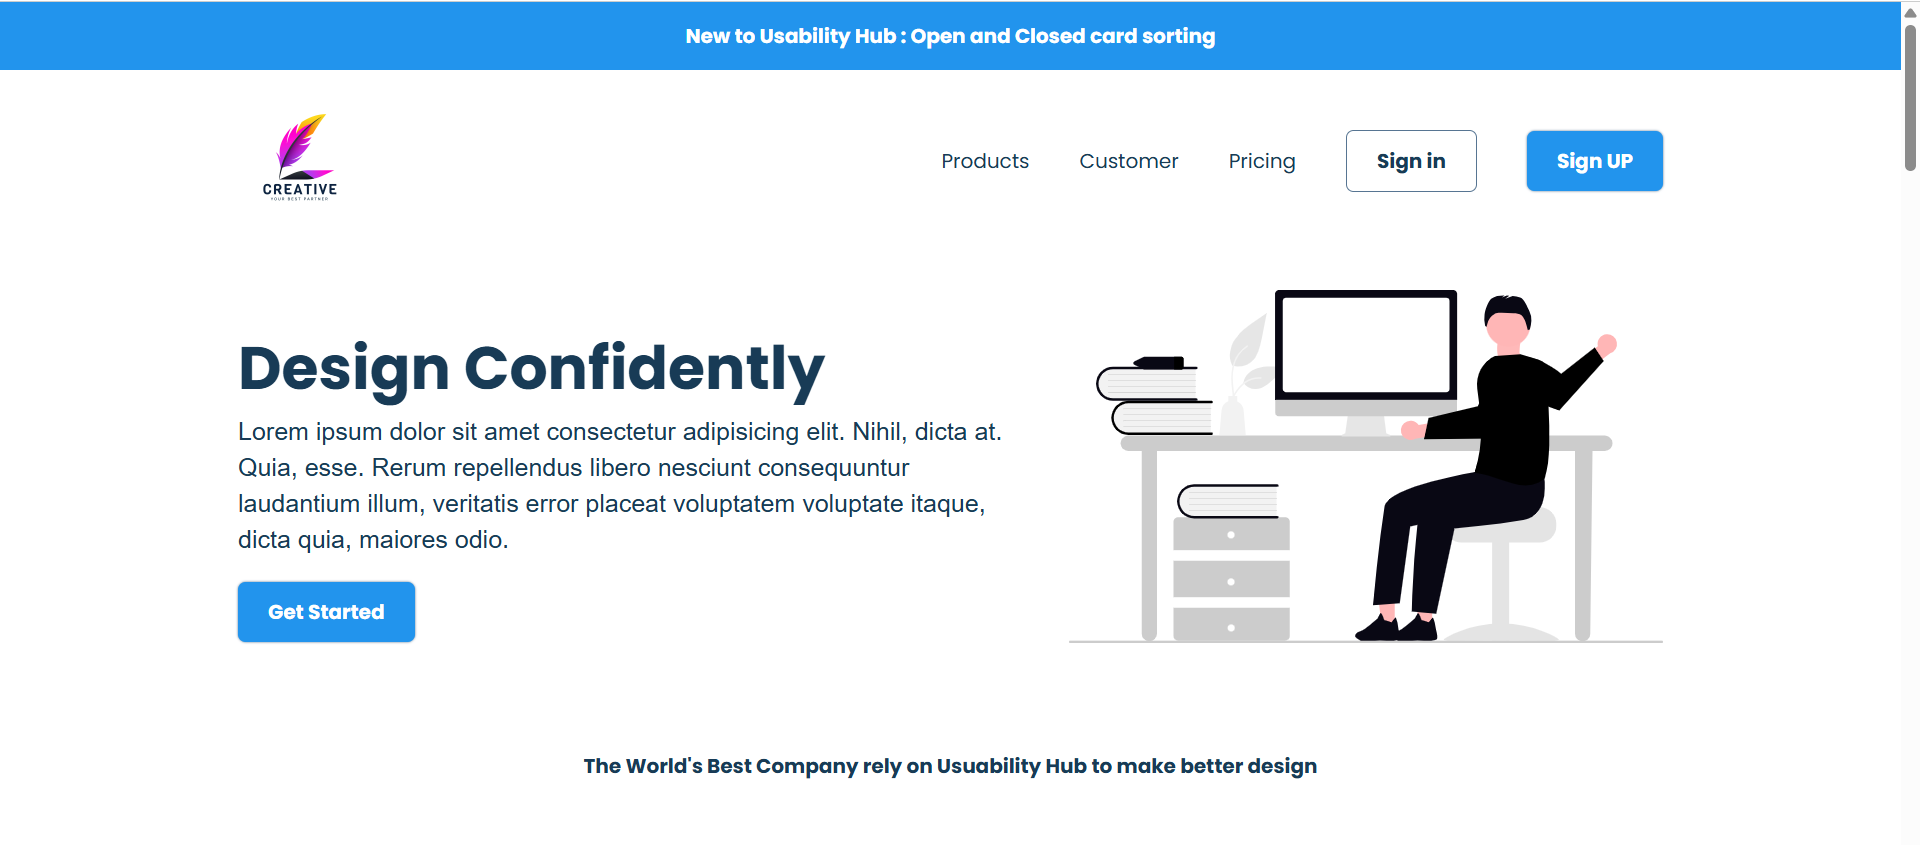 New to Usability Hub : Open and Closed card sorting
CREATIVE
YOUR BEST PARTNER
Products
Customer
Pricing
Sign in
Sign UP
Design Confidently
Lorem ipsum dolor sit amet consectetur adipisicing elit. Nihil, dicta at.
Quia, esse. Rerum repellendus libero nesciunt consequuntur
laudantium illum, veritatis error placeat voluptatem voluptate itaque,
dicta quia, maiores odio.
Get Started
The World's Best Company rely on Usuability Hub to make better design